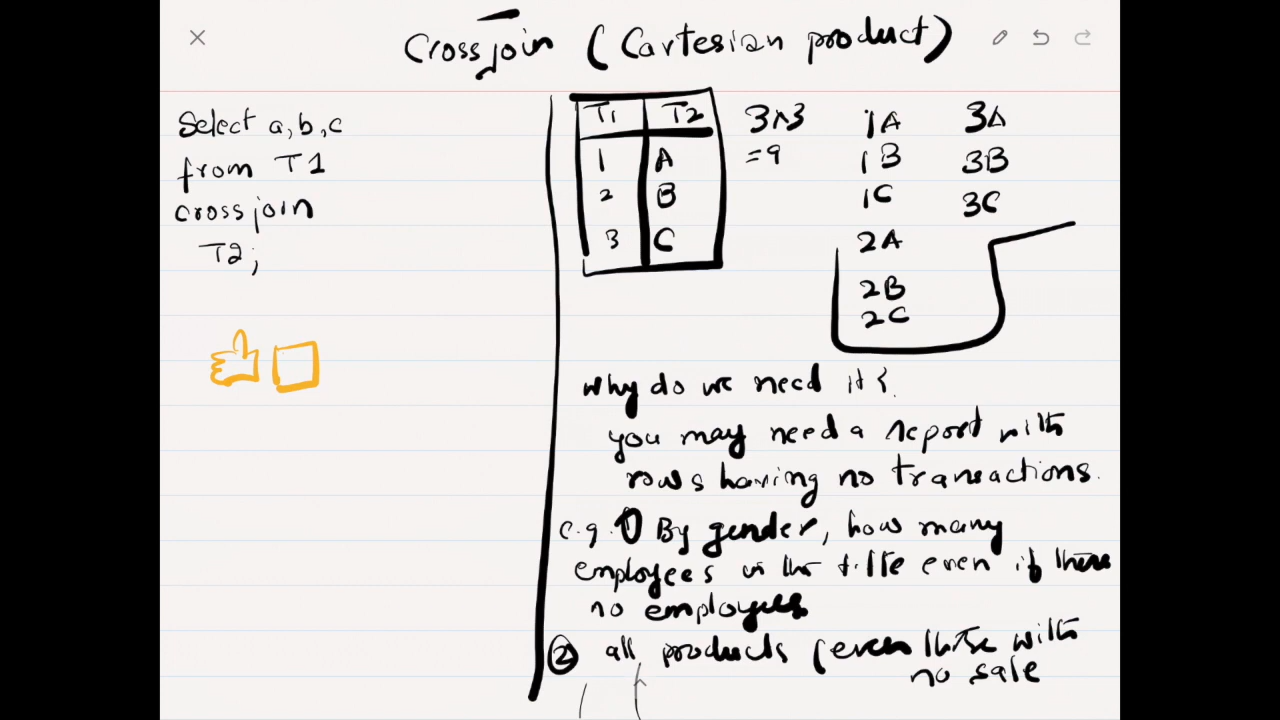 Cross join (Cartesian product)
Select a, b, c
from T1
cross join
T2;
T1 T2
1 A
2 B
3 C
3x3
=9
1A
1B
1C
2A
2B
2C
3A
3B
3C
Why do we need it?
you may need a report with
rows having no transactions.
e.g. 1 By gender, how many
employees in the title even if there
no employees
2 all products (even those with
no sale